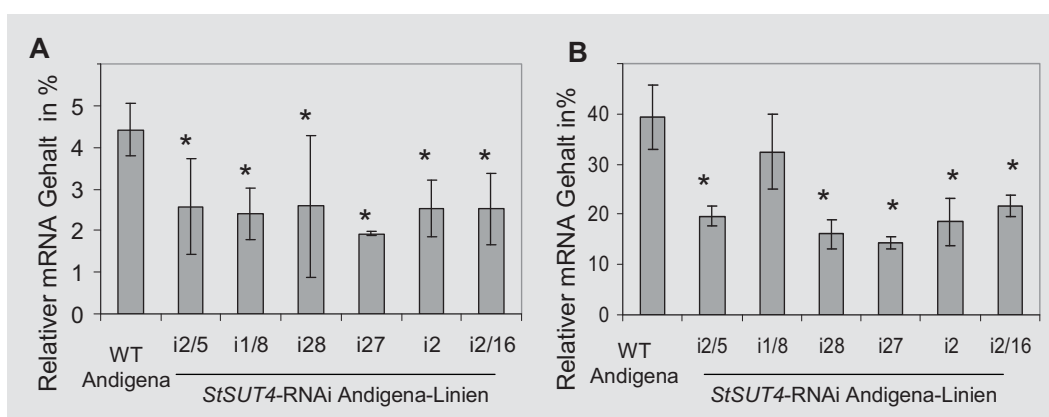 A
Relativer mRNA Gehalt in %
5
4
3
2
1
0
* * * * * *
WT Andigena
i2/5 i1/8 i28 i27 i2 i2/16
StSUT4-RNAi Andigena-Linien
B
Relativer mRNA Gehalt in%
40
30
20
10
0
* * * * *
WT Andigena
i2/5 i1/8 i28 i27 i2 i2/16
StSUT4-RNAi Andigena-Linien